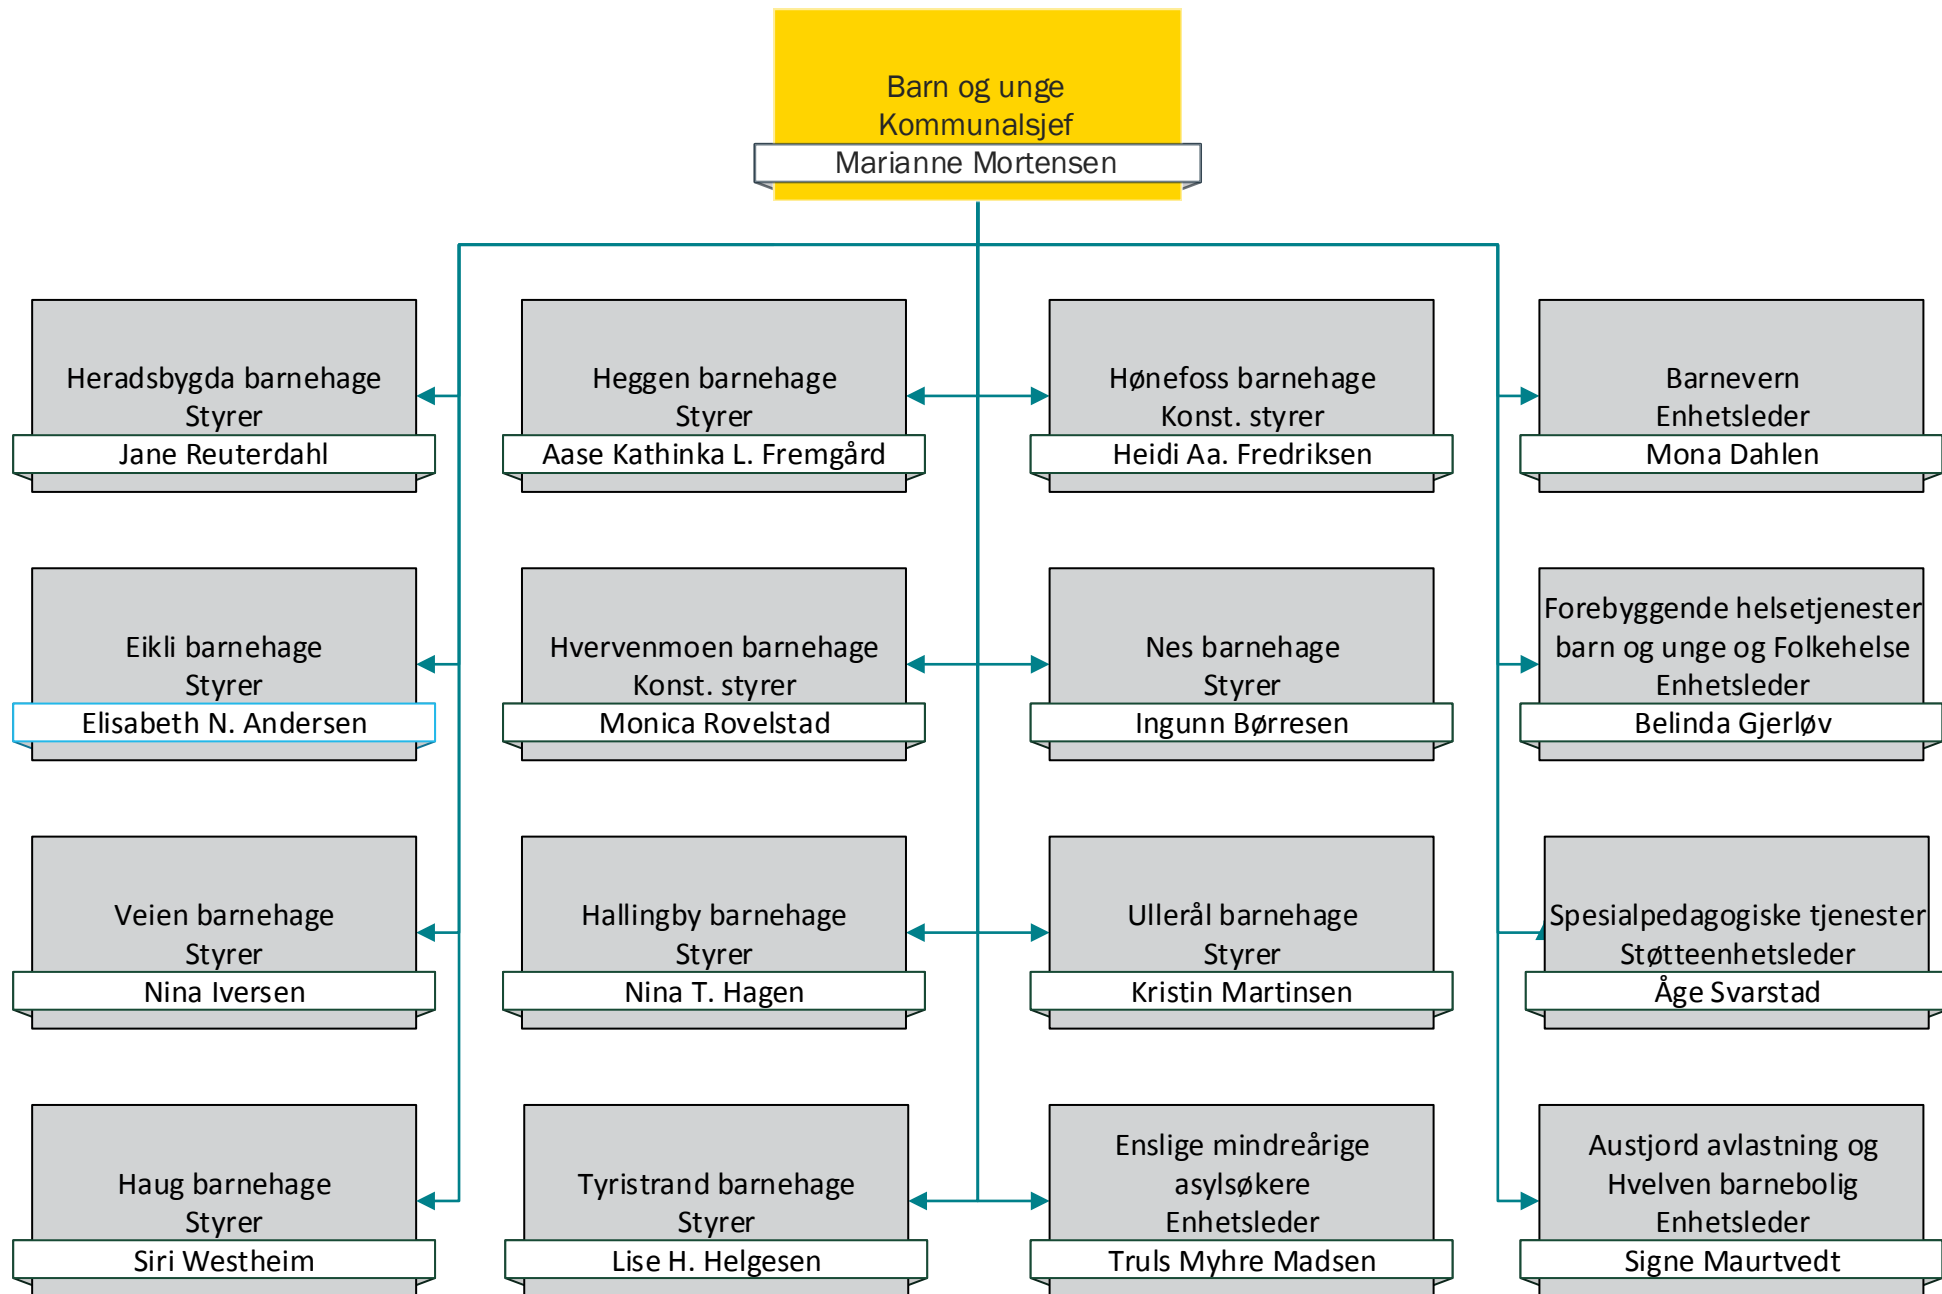 Barn og unge
Kommunalsjef
Marianne Mortensen
Heradsbygda barnehage
Styrer
Jane Reuterdahl
Heggen barnehage
Styrer
Aase Kathinka L. Fremgård
Hønefoss barnehage
Konst. styrer
Heidi Aa. Fredriksen
Barnevern
Enhetsleder
Mona Dahlen
Eikli barnehage
Styrer
Elisabeth N. Andersen
Hvervenmoen barnehage
Konst. styrer
Monica Rovelstad
Nes barnehage
Styrer
Ingunn Børresen
Forebyggende helsetjenester
barn og unge og Folkehelse
Enhetsleder
Belinda Gjerløv
Veien barnehage
Styrer
Nina Iversen
Hallingby barnehage
Styrer
Nina T. Hagen
Ullerål barnehage
Styrer
Kristin Martinsen
Spesialpedagogiske tjenester
Støtteenhetsleder
Åge Svarstad
Haug barnehage
Styrer
Siri Westheim
Tyristrand barnehage
Styrer
Lise H. Helgesen
Enslige mindreårige
asylsøkere
Enhetsleder
Truls Myhre Madsen
Austjord avlastning og
Hvelven barnebolig
Enhetsleder
Signe Maurtvedt